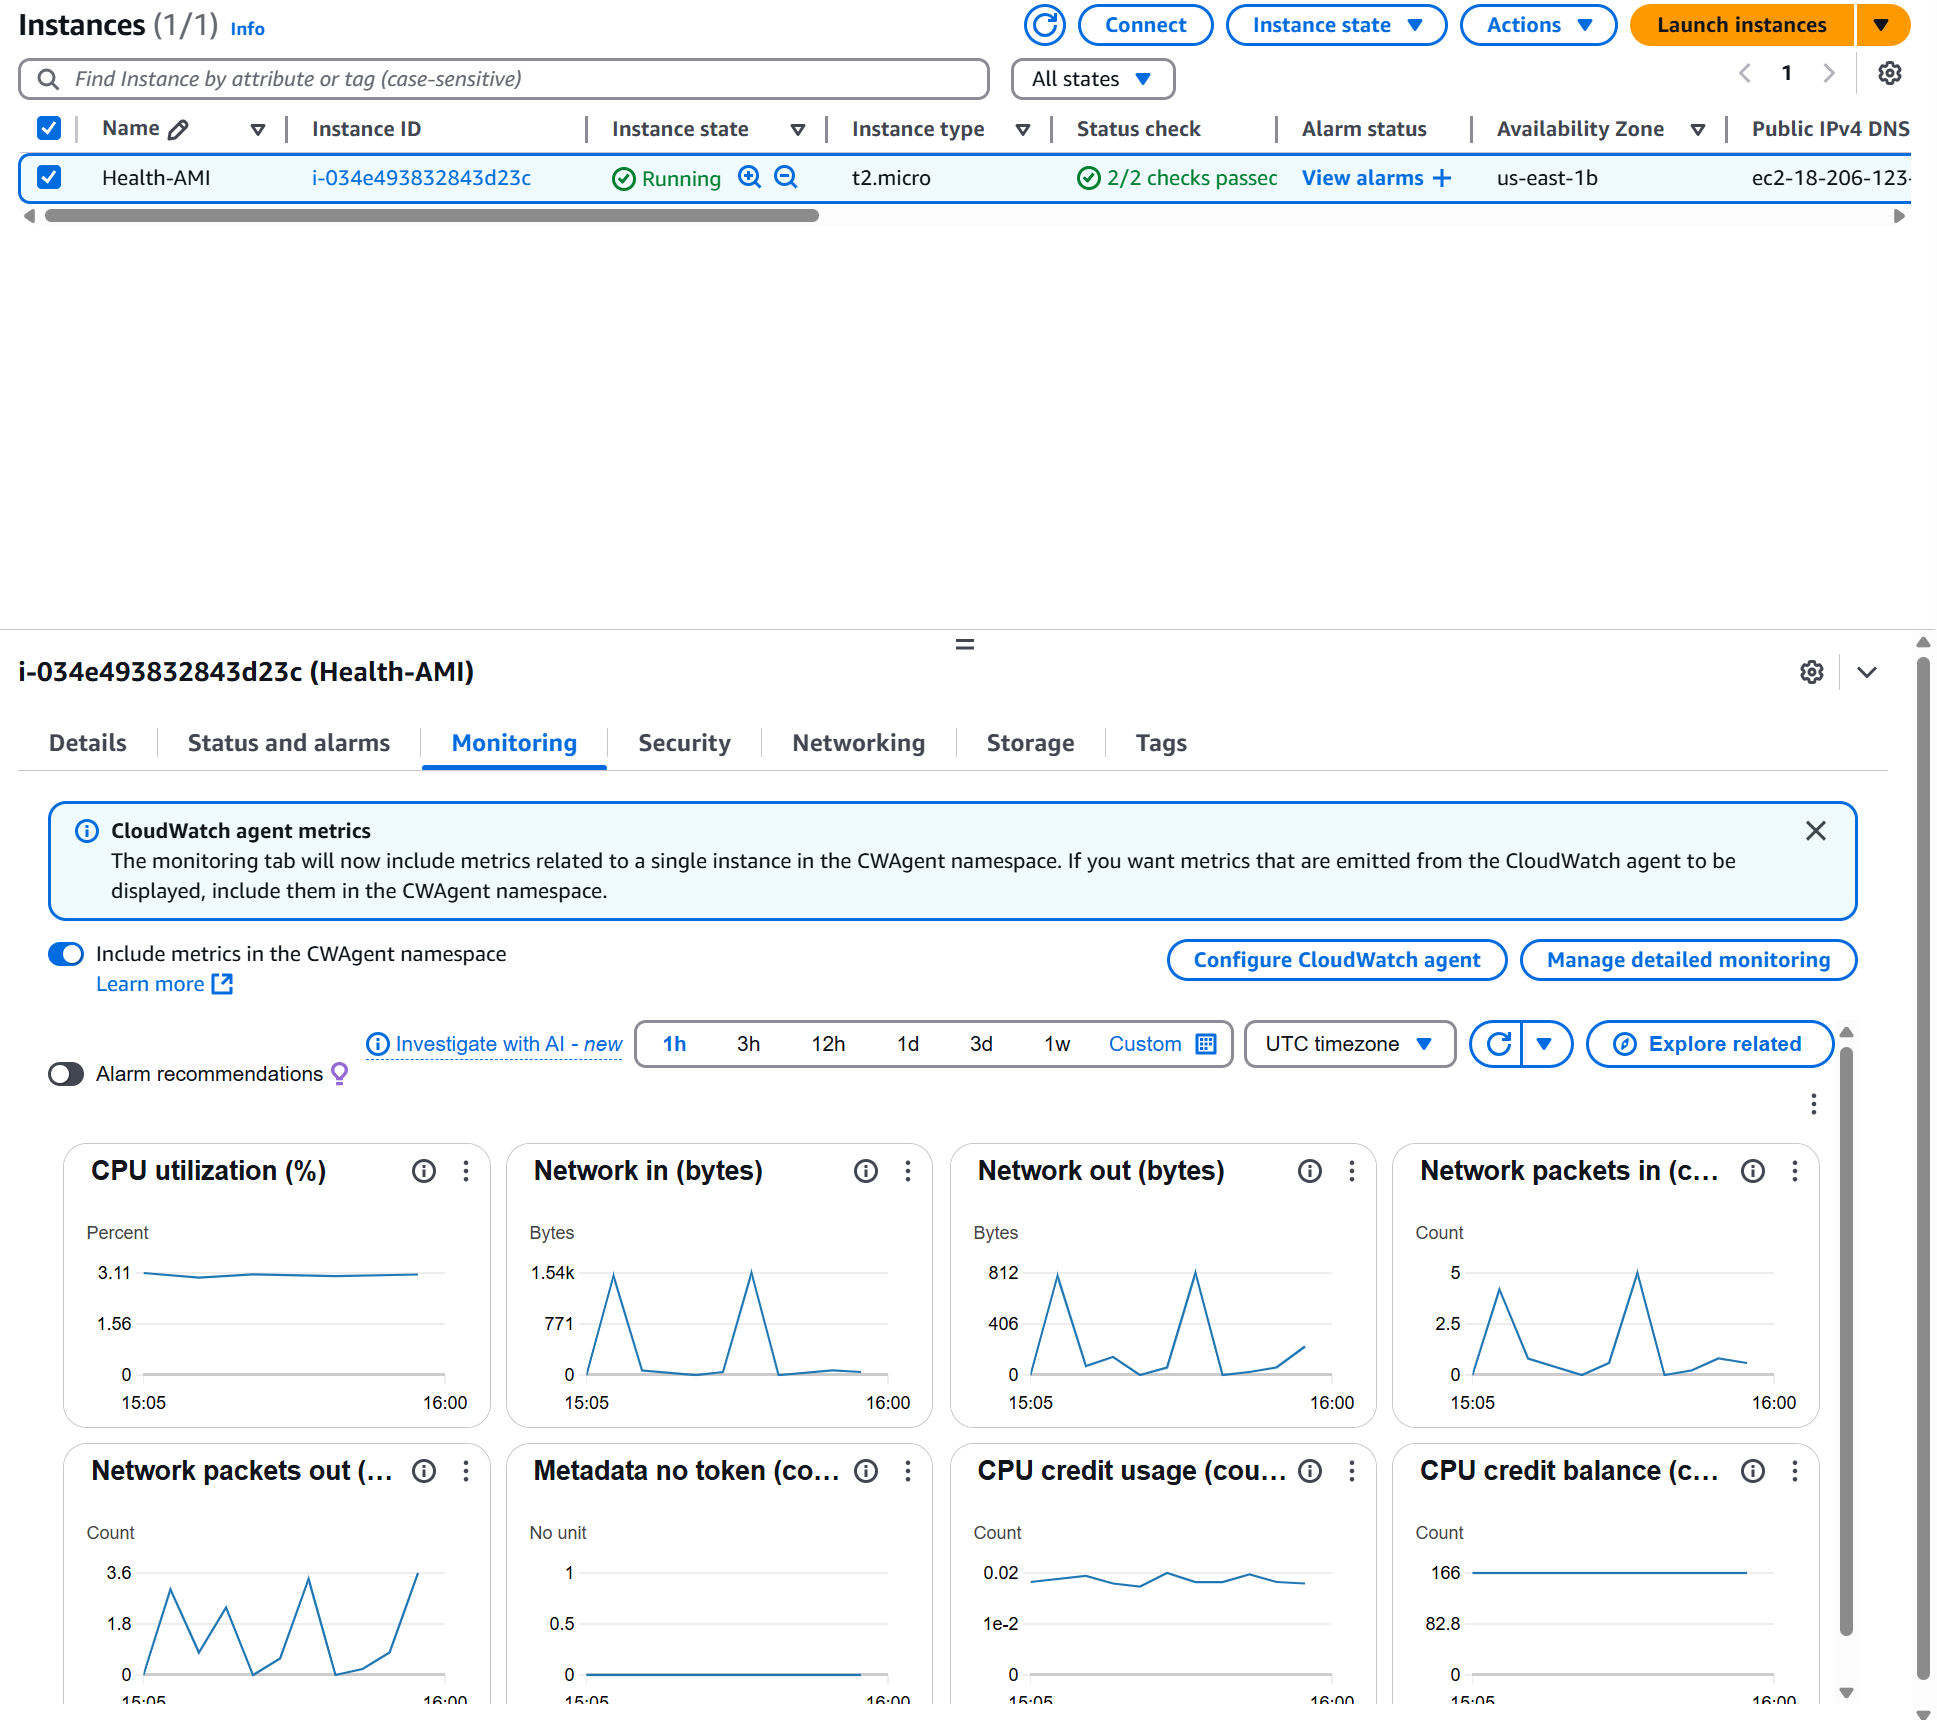 Instances (1/1) Info
Connect
Instance state
Actions
Launch instances
Find Instance by attribute or tag (case-sensitive)
All states
1
Name
Instance ID
Instance state
Instance type
Status check
Alarm status
Availability Zone
Public IPv4 DNS
Health-AMI
i-034e493832843d23c
Running
t2.micro
2/2 checks passec
View alarms +
us-east-1b
ec2-18-206-123-
i-034e493832843d23c (Health-AMI)
Details
Status and alarms
Monitoring
Security
Networking
Storage
Tags
CloudWatch agent metrics
The monitoring tab will now include metrics related to a single instance in the CWAgent namespace. If you want metrics that are emitted from the CloudWatch agent to be
displayed, include them in the CWAgent namespace.
Include metrics in the CWAgent namespace
Learn more
Configure CloudWatch agent
Manage detailed monitoring
Investigate with AI - new
1h
3h
12h
1d
3d
1w
Custom
UTC timezone
Explore related
Alarm recommendations
CPU utilization (%)
Percent
3.11
1.56
0
15:05
16:00
Network in (bytes)
Bytes
1.54k
771
0
15:05
16:00
Network out (bytes)
Bytes
812
406
0
15:05
16:00
Network packets in (c...
Count
5
2.5
0
15:05
16:00
Network packets out (...
Count
3.6
1.8
0
15:05
16:00
Metadata no token (co...
No unit
1
0.5
0
15:05
16:00
CPU credit usage (cou...
Count
0.02
1e-2
0
15:05
16:00
CPU credit balance (c...
Count
166
82.8
0
15:05
16:00